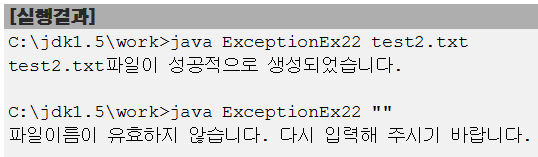 [실행결과]
C:\jdk1.5\work>java ExceptionEx22 test2.txt
test2.txt파일이 성공적으로 생성되었습니다.
C:\jdk1.5\work>java ExceptionEx22 ""
파일이름이 유효하지 않습니다. 다시 입력해 주시기 바랍니다.